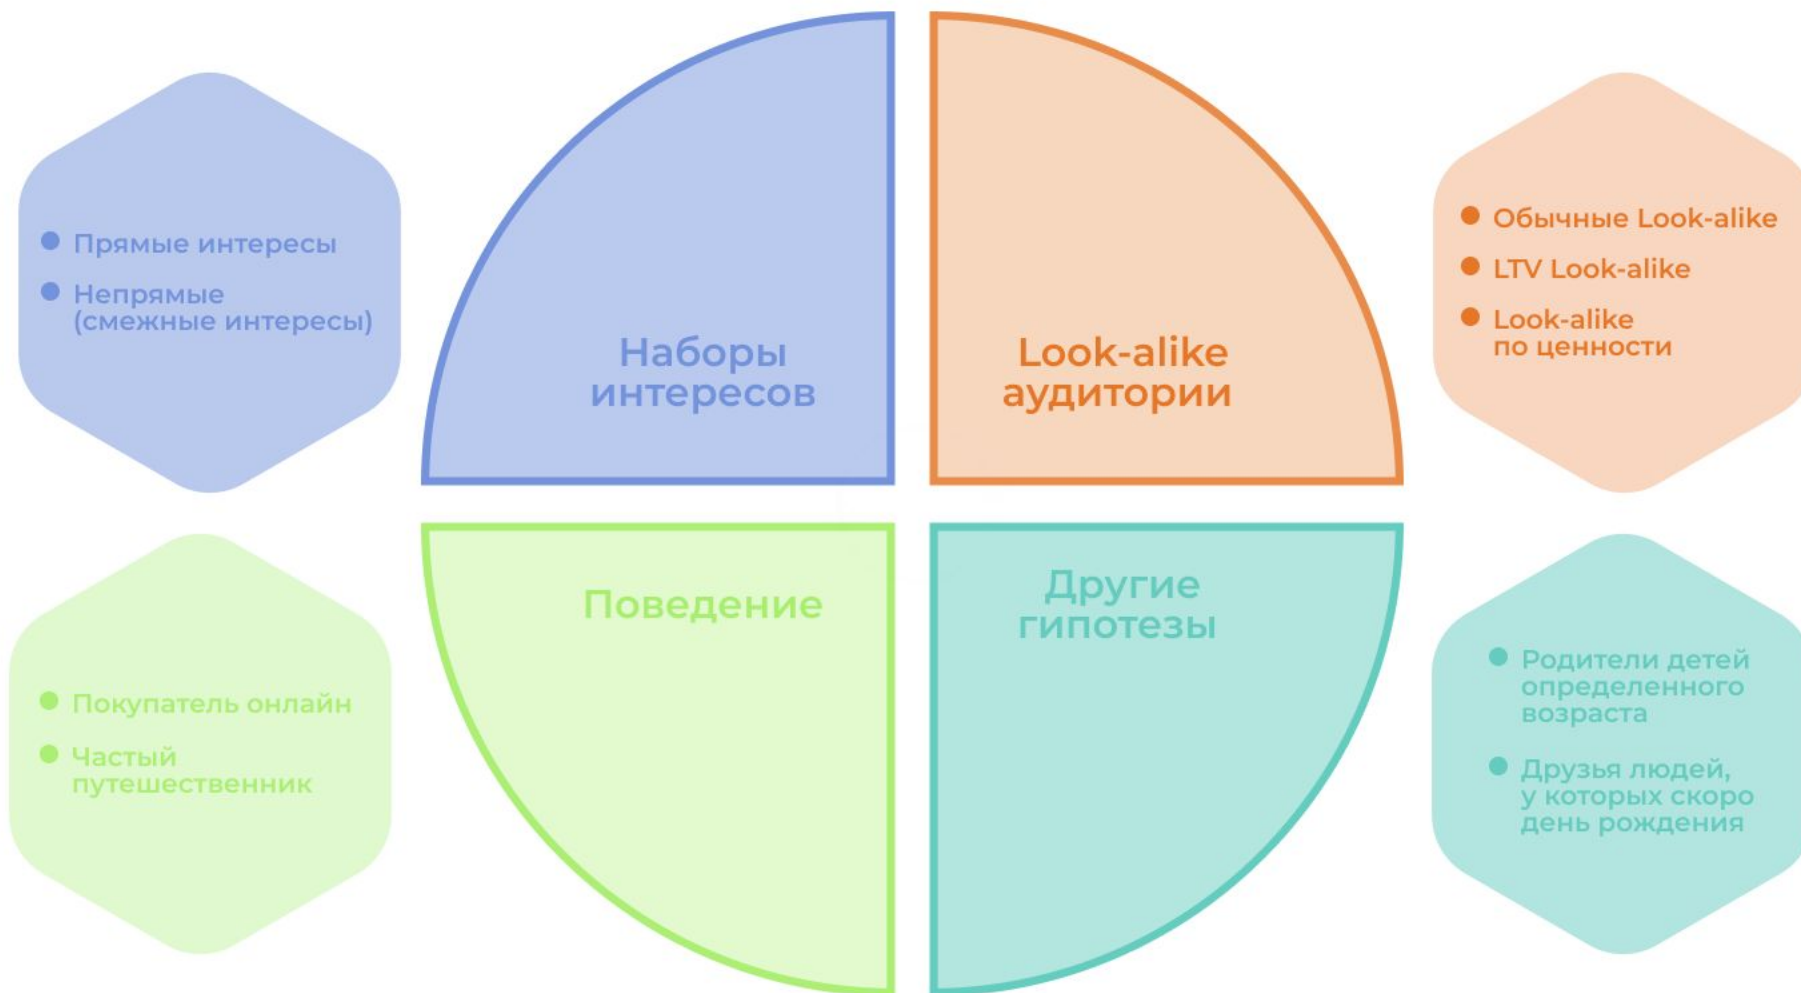 Прямые интересы
Непрямые
(смежные интересы)
Наборы
интересов
Look-alike
аудитории
Обычные Look-alike
LTV Look-alike
Look-alike
по ценности
Покупатель онлайн
Частый
путешественник
Поведение
Другие
гипотезы
Родители детей
определенного
возраста
Друзья людей,
у которых скоро
день рождения